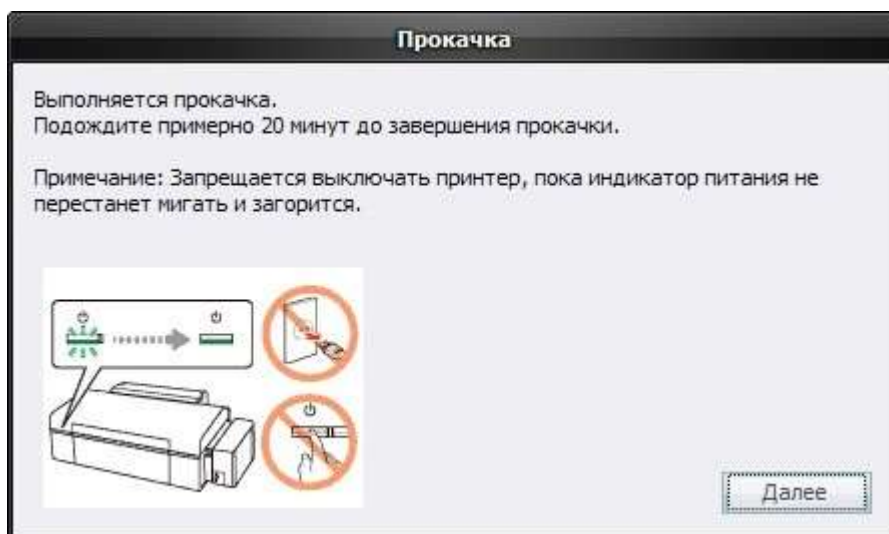 Прокачка
Выполняется прокачка.
Подождите примерно 20 минут до завершения прокачки.
Примечание: Запрещается выключать принтер, пока индикатор питания не
перестанет мигать и загорится.
Далее